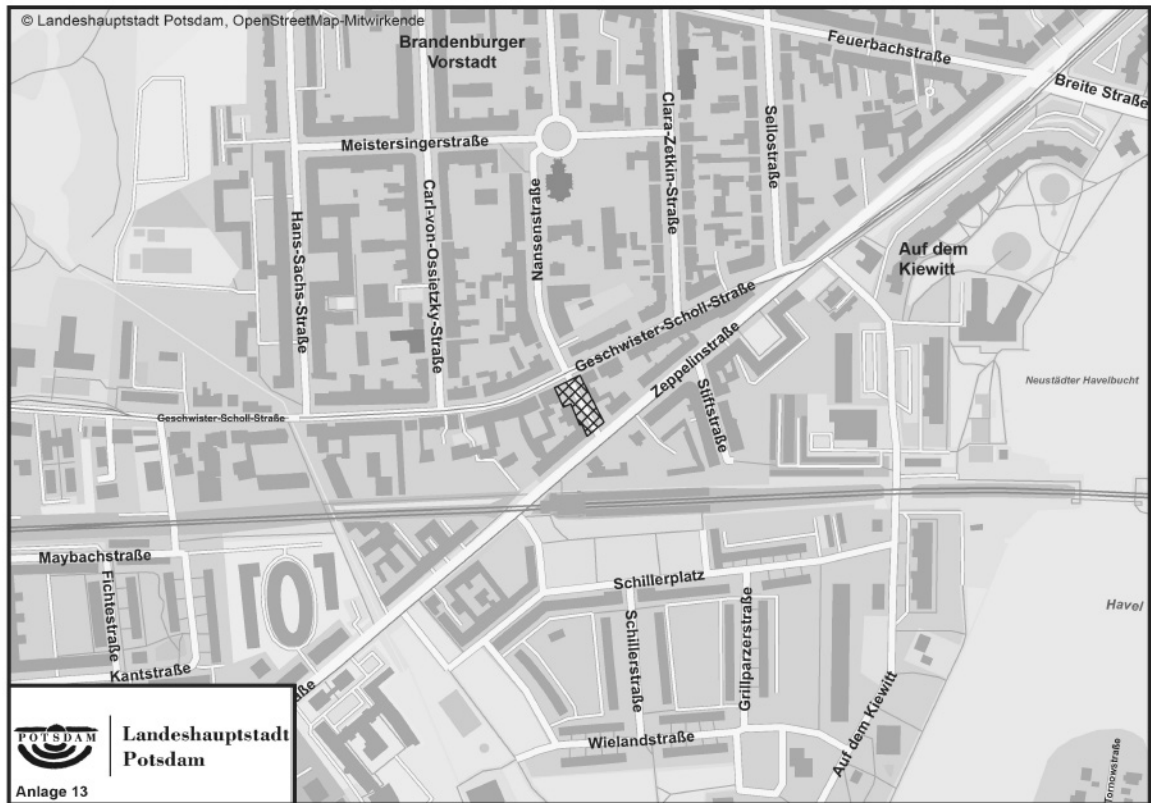 © Landeshauptstadt Potsdam, OpenStreetMap-Mitwirkende
Brandenburger
Vorstadt
Feuerbachstraße
Breite Straße
Meistersingerstraße
Clara-Zetkin-Straße
Sellostraße
Hans-Sachs-Straße
Carl-von-Ossietzky-Straße
Nansenstraße
Auf dem
Kiewitt
Geschwister-Scholl-Straße
Zeppelinstraße
Stiftstraße
Neustädter Havelbucht
Geschwister-Scholl-Straße
Maybachstraße
Fichtestraße
Kantstraße
Schillerplatz
Schillerstraße
Grillparzerstraße
Havel
Wielandstraße
Auf dem Kiewitt
Tornowstraße
raße
POTSDAM
Landeshauptstadt
Potsdam
Anlage 13